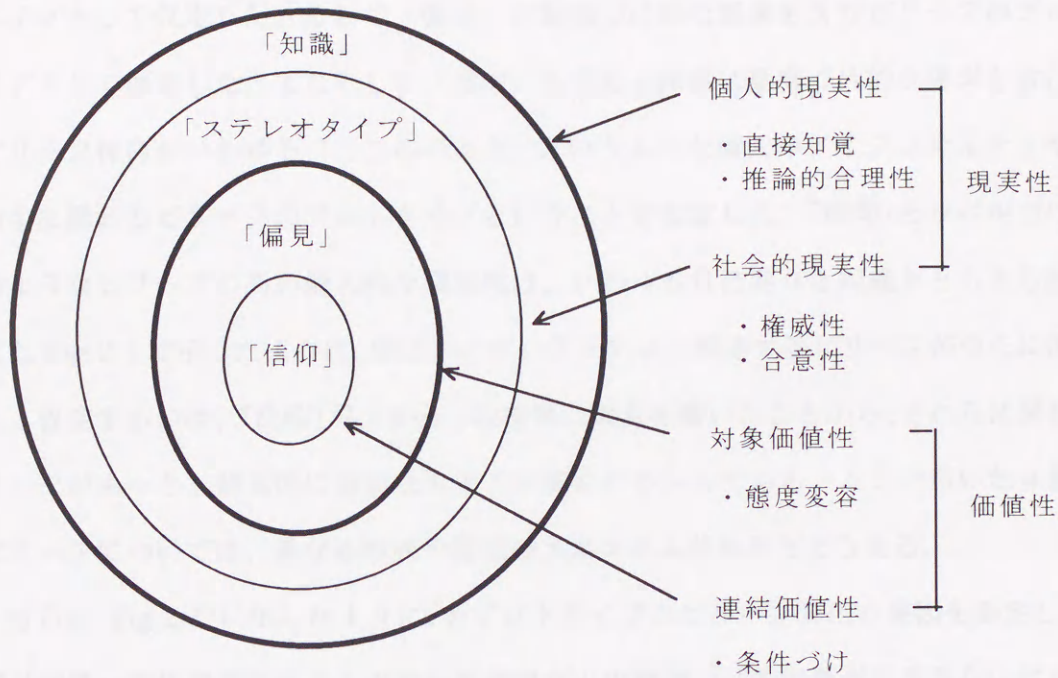 「知識」
「ステレオタイプ」
「偏見」
「信仰」
個人的現実性
直接知覚
・推論的合理性
現実性
社会的現実性
・権威性
・合意性
対象価値性
・態度変容
価値性
連結価値性
・条件づけ